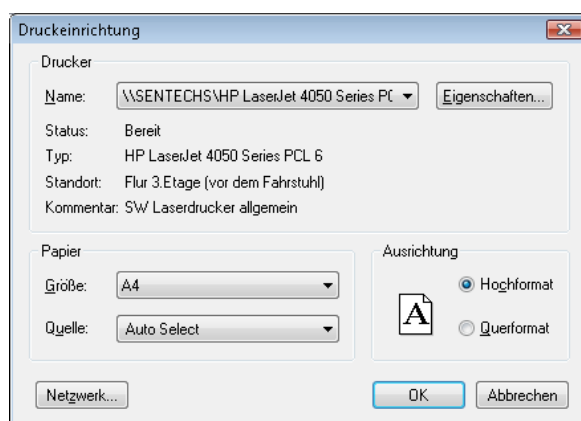 Druckeinrichtung
Drucker
Name: \\SENTECHS\HP LaserJet 4050 Series PC Eigenschaften...
Status: Bereit
Typ: HP LaserJet 4050 Series PCL 6
Standort: Flur 3.Etage (vor dem Fahrstuhl)
Kommentar: SW Laserdrucker allgemein
Papier
Größe: A4
Quelle: Auto Select
Ausrichtung
A
Hochformat
Querformat
Netzwerk... OK Abbrechen